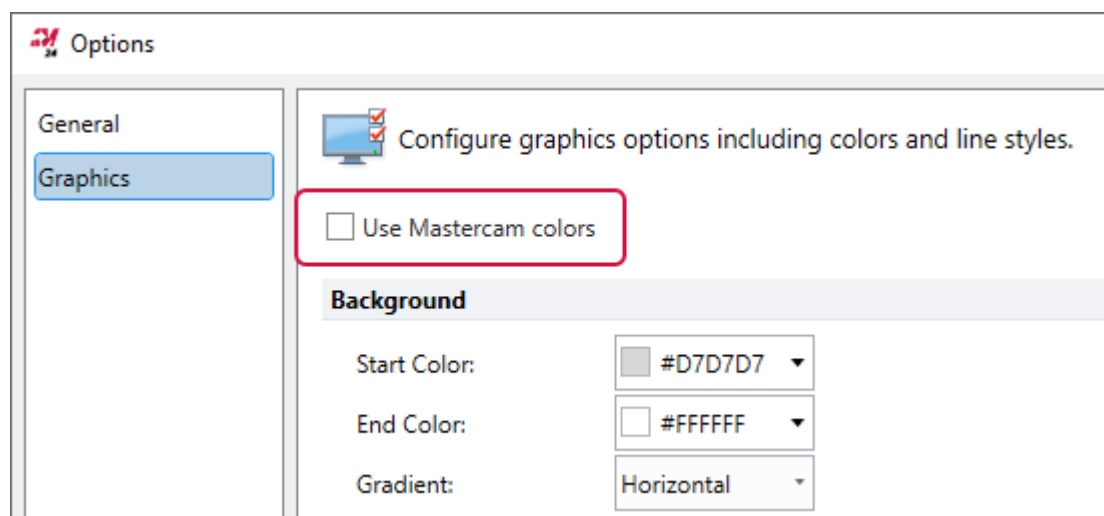 24
Options
General
Graphics
Configure graphics options including colors and line styles.
Use Mastercam colors
Background
Start Color: #D7D7D7
End Color: #FFFFFF
Gradient: Horizontal